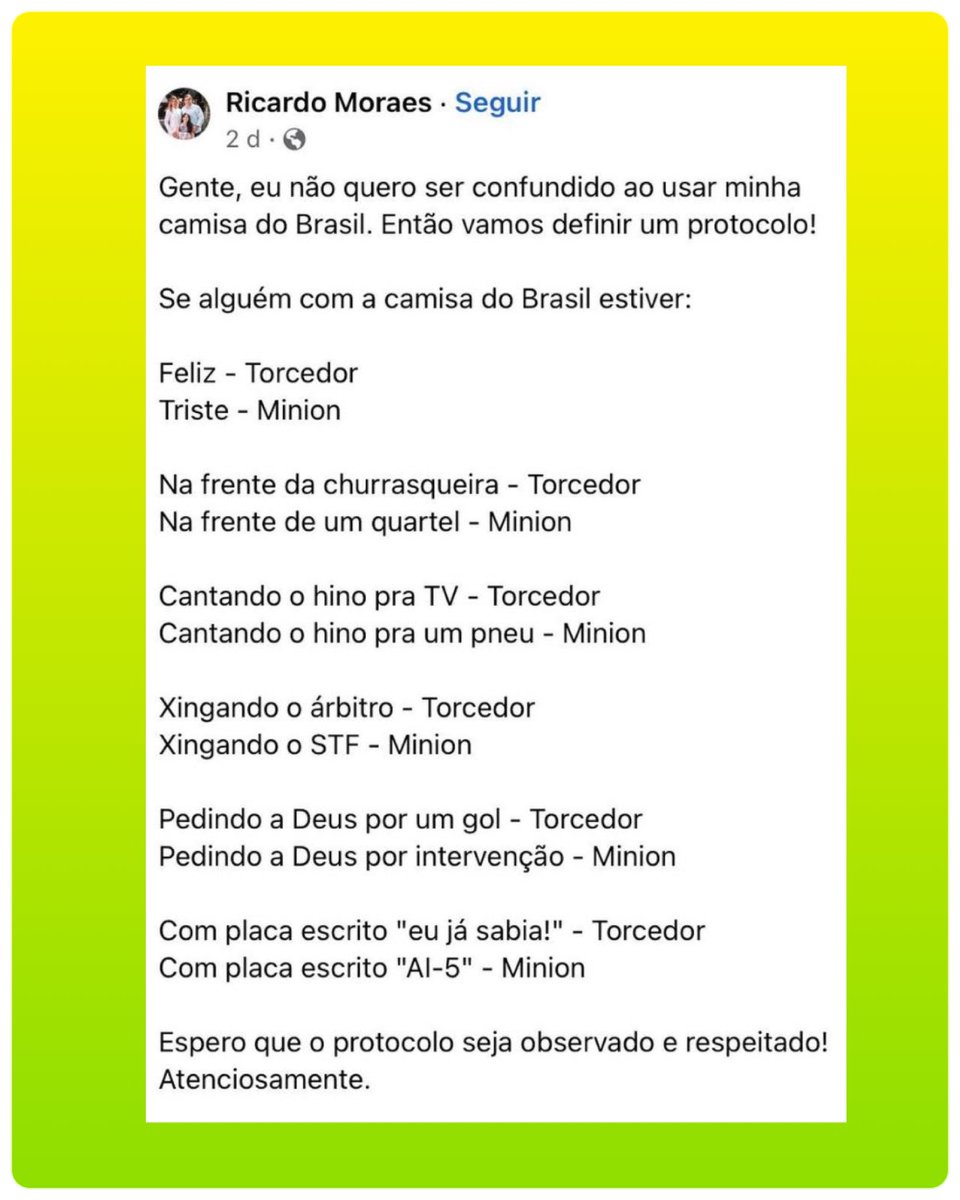 Ricardo Moraes · Seguir
2 d ·
Gente, eu não quero ser confundido ao usar minha
camisa do Brasil. Então vamos definir um protocolo!
Se alguém com a camisa do Brasil estiver:
Feliz - Torcedor
Triste - Minion
Na frente da churrasqueira - Torcedor
Na frente de um quartel - Minion
Cantando o hino pra TV - Torcedor
Cantando o hino pra um pneu - Minion
Xingando o árbitro - Torcedor
Xingando o STF - Minion
Pedindo a Deus por um gol - Torcedor
Pedindo a Deus por intervenção - Minion
Com placa escrito "eu já sabia!" - Torcedor
Com placa escrito "AI-5" - Minion
Espero que o protocolo seja observado e respeitado!
Atenciosamente.